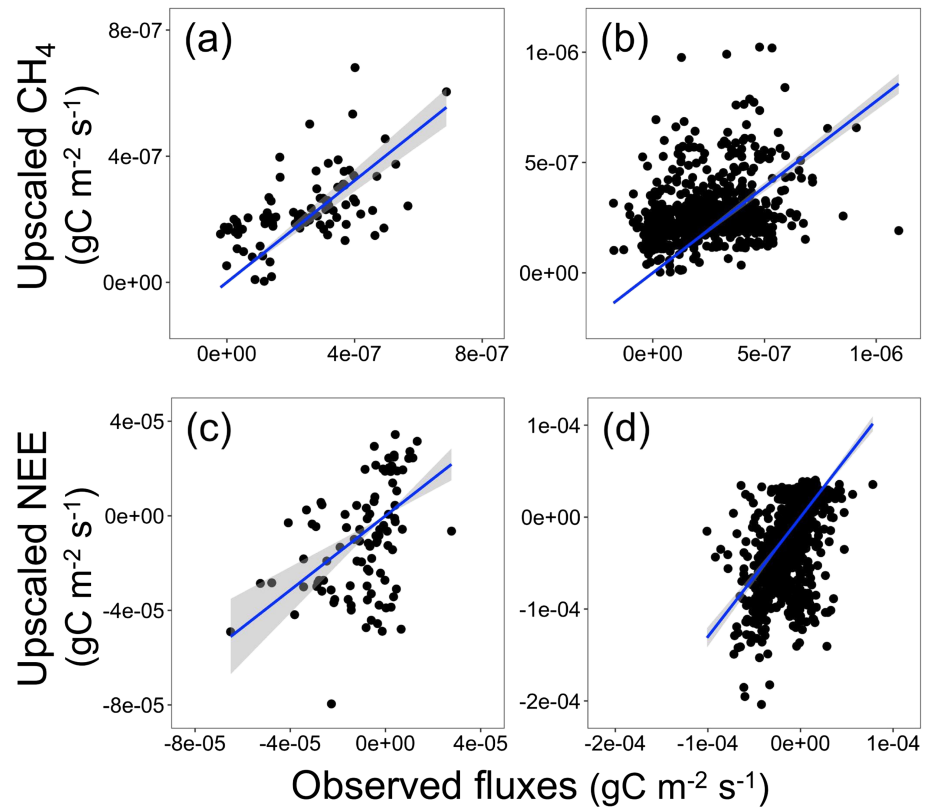 (a)
(b)
8e-07
4e-07
0e+00
1e-06
5e-07
0e+00
Upscaled CH4
(gC m-2 s-1)
0e+00 4e-07 8e-07
0e+00 5e-07 1e-06
(c)
(d)
4e-05
0e+00
-4e-05
-8e-05
1e-04
0e+00
-1e-04
-2e-04
Upscaled NEE
(gC m-2 s-1)
-8e-05 -4e-05 0e+00 4e-05
-2e-04 -1e-04 0e+00 1e-04
Observed fluxes (gC m-2 s-1)